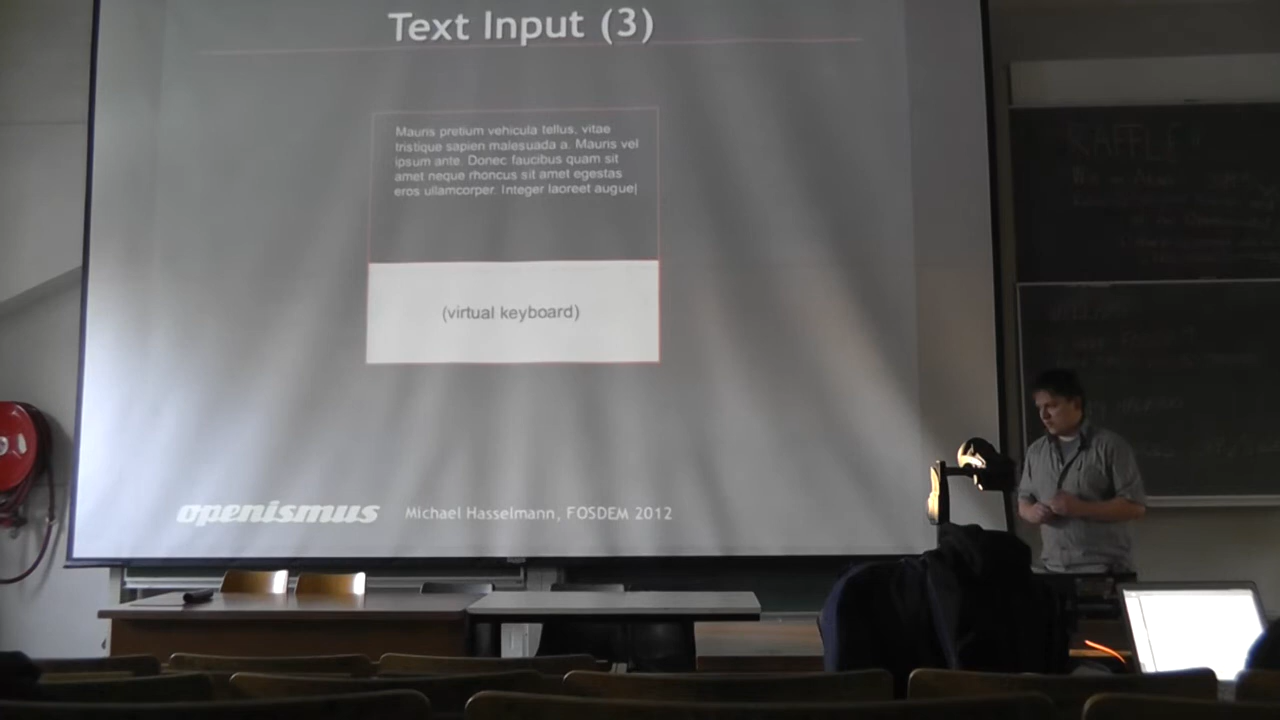 Text Input (3)
Mauris pretium vehicula tellus, vitae
tristique sapien malesuada a. Mauris vel
ipsum ante. Donec faucibus quam sit
amet neque rhoncus sit amet egestas
eros ullamcorper. Integer laoreet augue|
(virtual keyboard)
openismus
Michael Hasselmann, FOSDEM 2012
RAFFLE